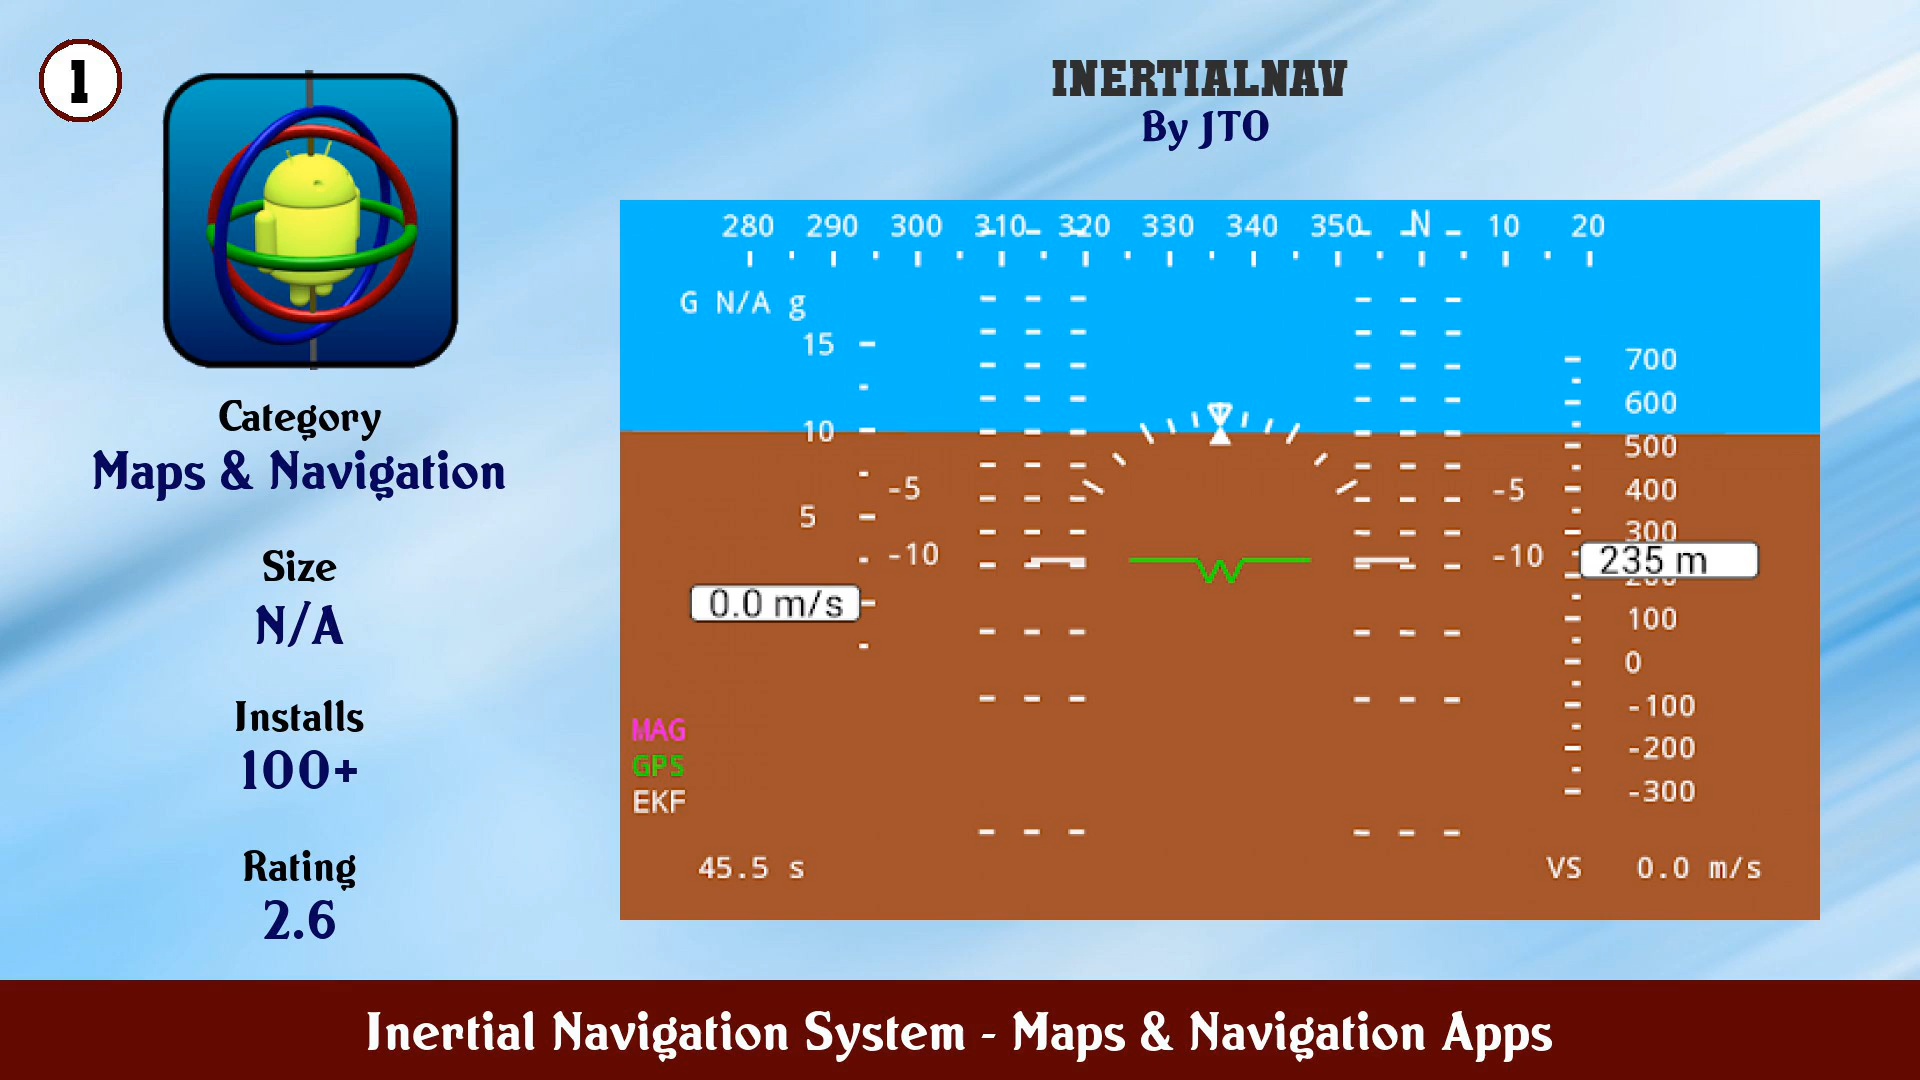 1
INERTIALNAV
By JTO
Category
Maps & Navigation
Size
N/A
Installs
100+
Rating
2.6
280 290 300 310 320 330 340 350 N 10 20
G N/A g
15
10
5
-5
-10
0.0 m/s
-5
-10
700
600
500
400
300
235 m
200
100
0
-100
-200
-300
MAG
GPS
EKF
45.5 s
VS 0.0 m/s
Inertial Navigation System - Maps & Navigation Apps